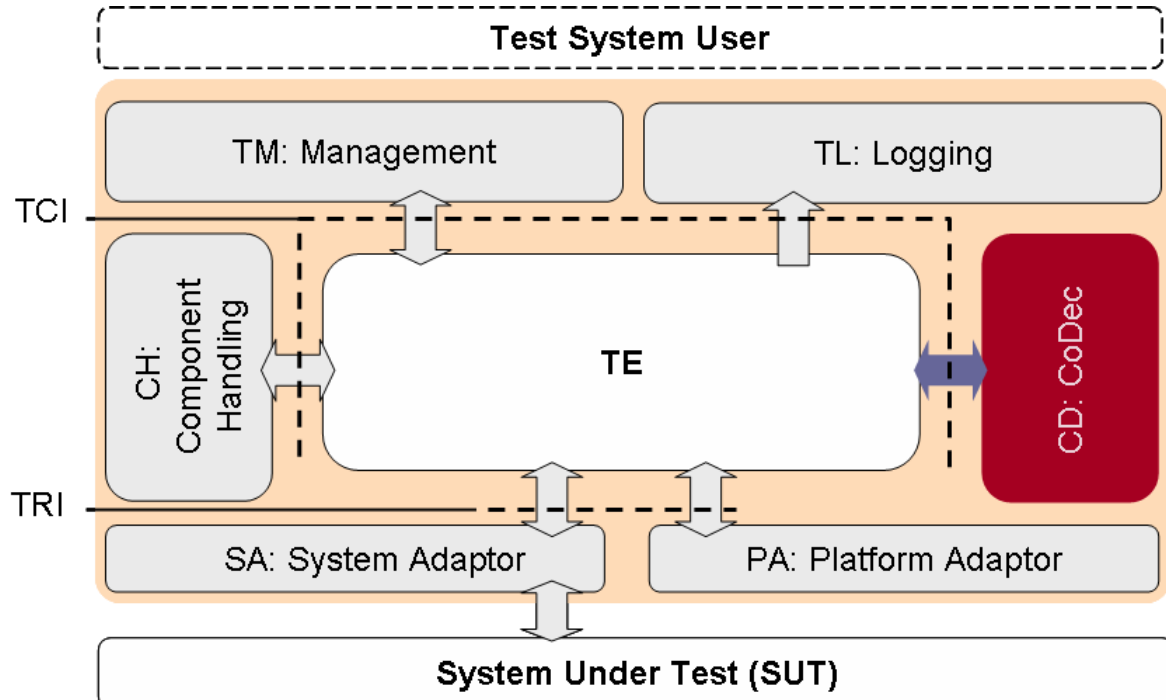 Test System User
TM: Management
TL: Logging
TCI
CH:
Component
Handling
TE
CD: CoDec
TRI
SA: System Adaptor
PA: Platform Adaptor
System Under Test (SUT)